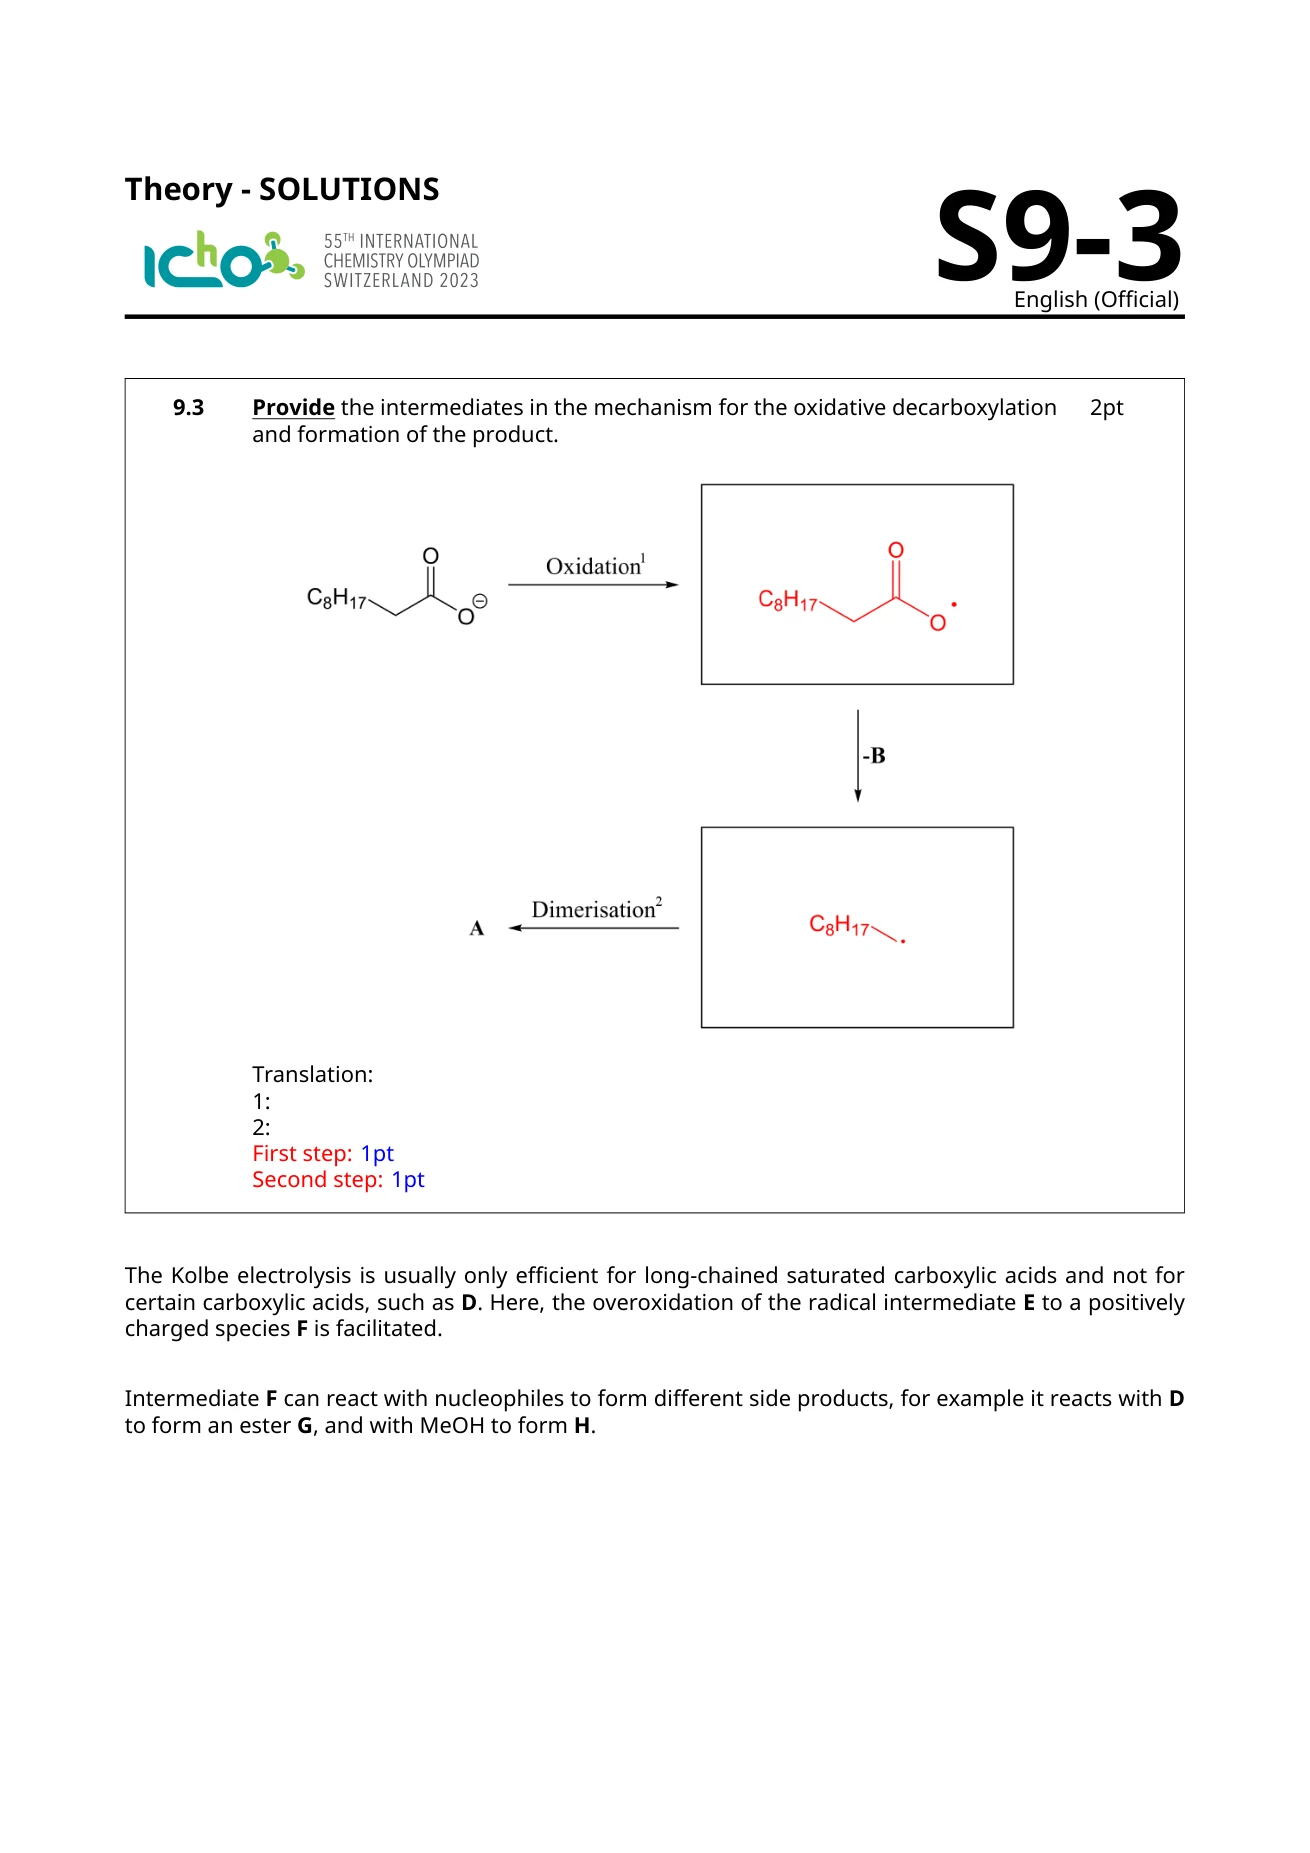 Theory - SOLUTIONS
IChO
55TH INTERNATIONAL
CHEMISTRY OLYMPIAD
SWITZERLAND 2023
S9-3
English (Official)
9.3 Provide the intermediates in the mechanism for the oxidative decarboxylation 2pt
and formation of the product.
C8H17 O O⊖
Oxidation1
C8H17 O O•
-B
C8H17 •
Dimerisation2
A
Translation:
1:
2:
First step: 1pt
Second step: 1pt
The Kolbe electrolysis is usually only efficient for long-chained saturated carboxylic acids and not for
certain carboxylic acids, such as D. Here, the overoxidation of the radical intermediate E to a positively
charged species F is facilitated.
Intermediate F can react with nucleophiles to form different side products, for example it reacts with D
to form an ester G, and with MeOH to form H.